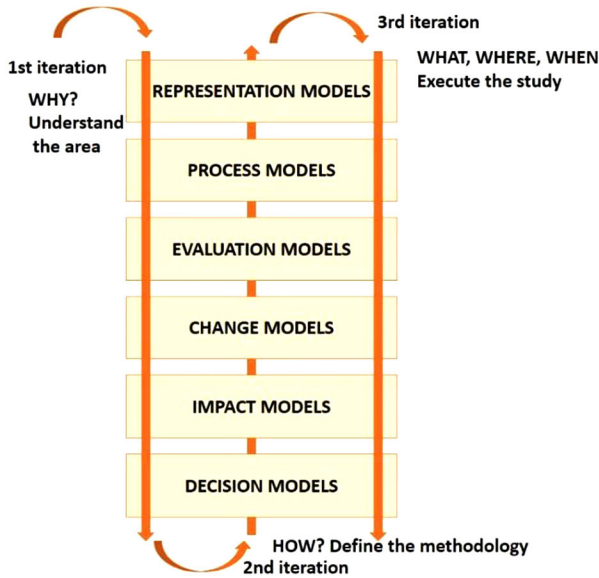 1st iteration
WHY?
Understand
the area
3rd iteration
WHAT, WHERE, WHEN
Execute the study
REPRESENTATION MODELS
PROCESS MODELS
EVALUATION MODELS
CHANGE MODELS
IMPACT MODELS
DECISION MODELS
HOW? Define the methodology
2nd iteration